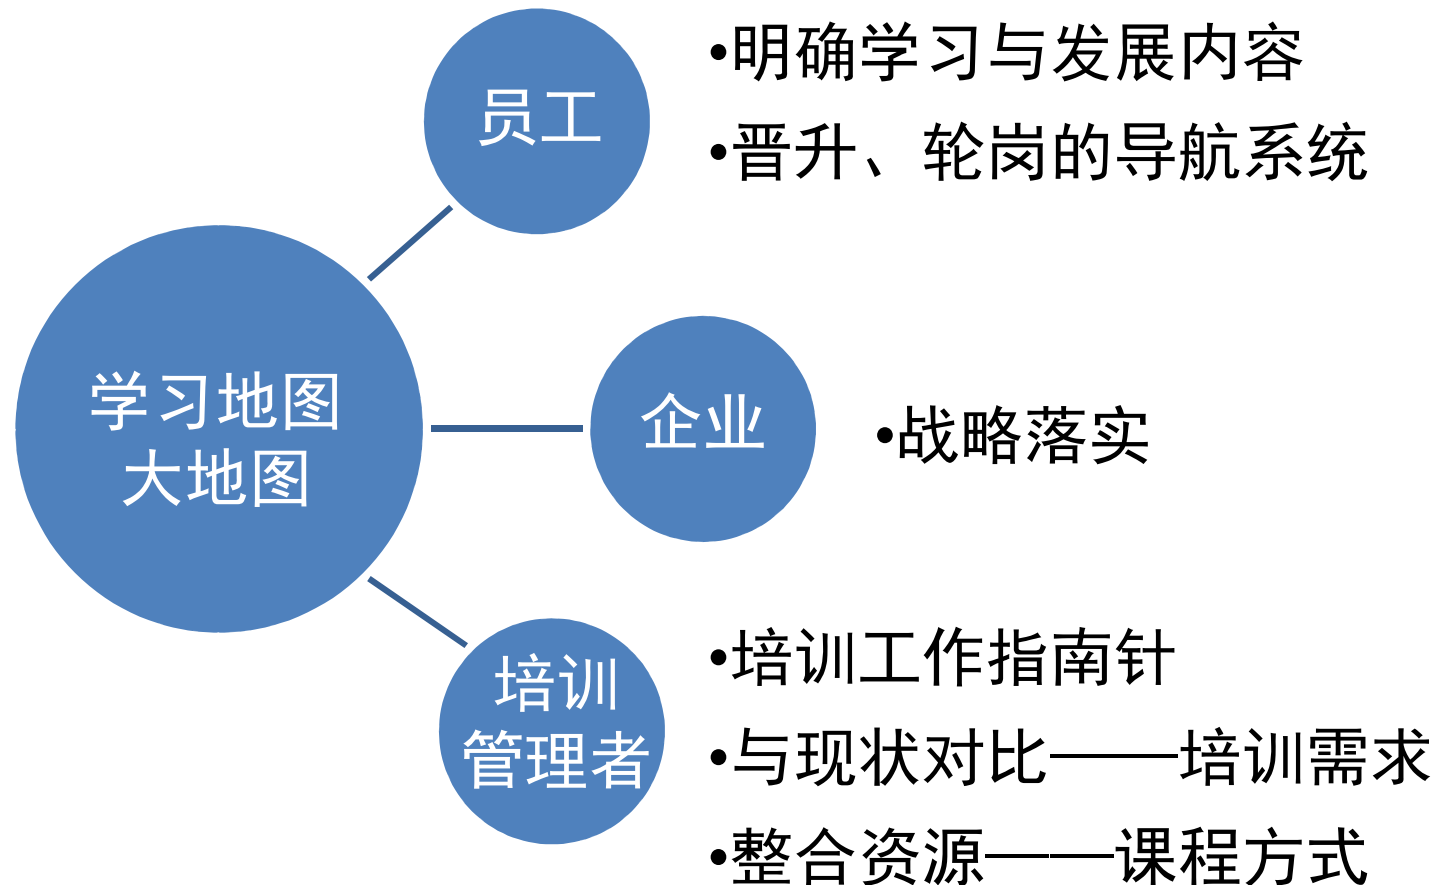 员工
•明确学习与发展内容
•晋升、轮岗的导航系统
学习地图
大地图
企业
•战略落实
培训
管理者
•培训工作指南针
•与现状对比——培训需求
•整合资源——课程方式